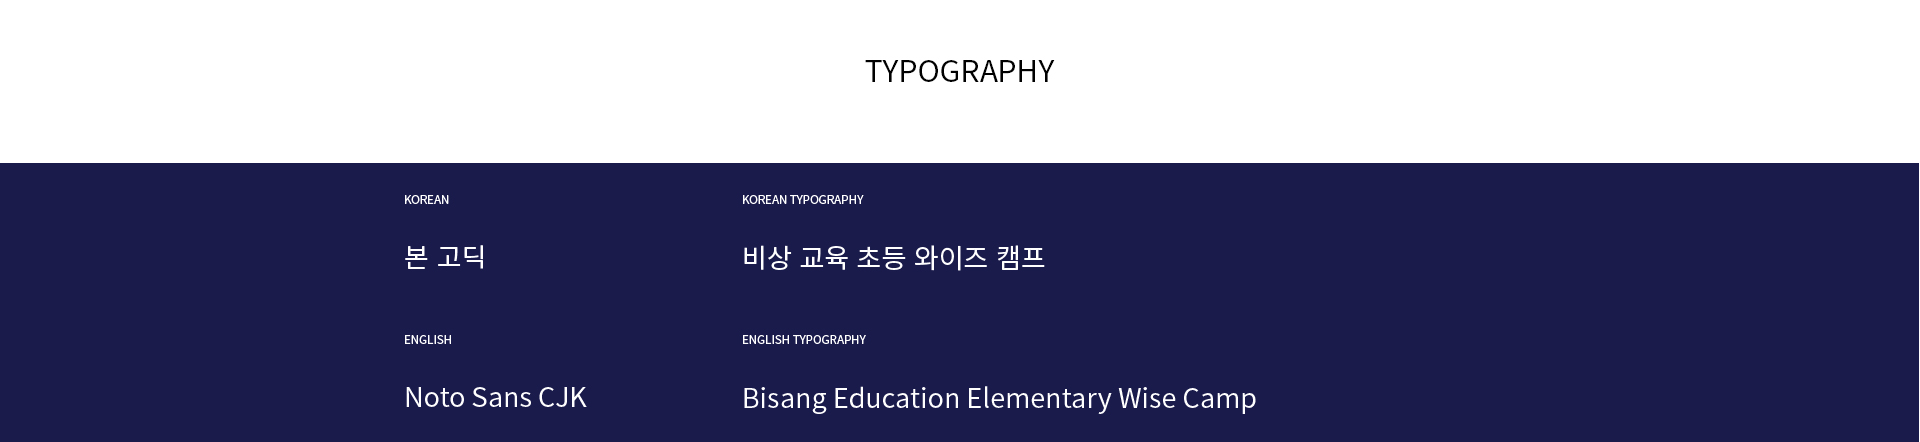 TYPOGRAPHY
KOREAN
본 고딕
KOREAN TYPOGRAPHY
비상 교육 초등 와이즈 캠프
ENGLISH
Noto Sans CJK
ENGLISH TYPOGRAPHY
Bisang Education Elementary Wise Camp